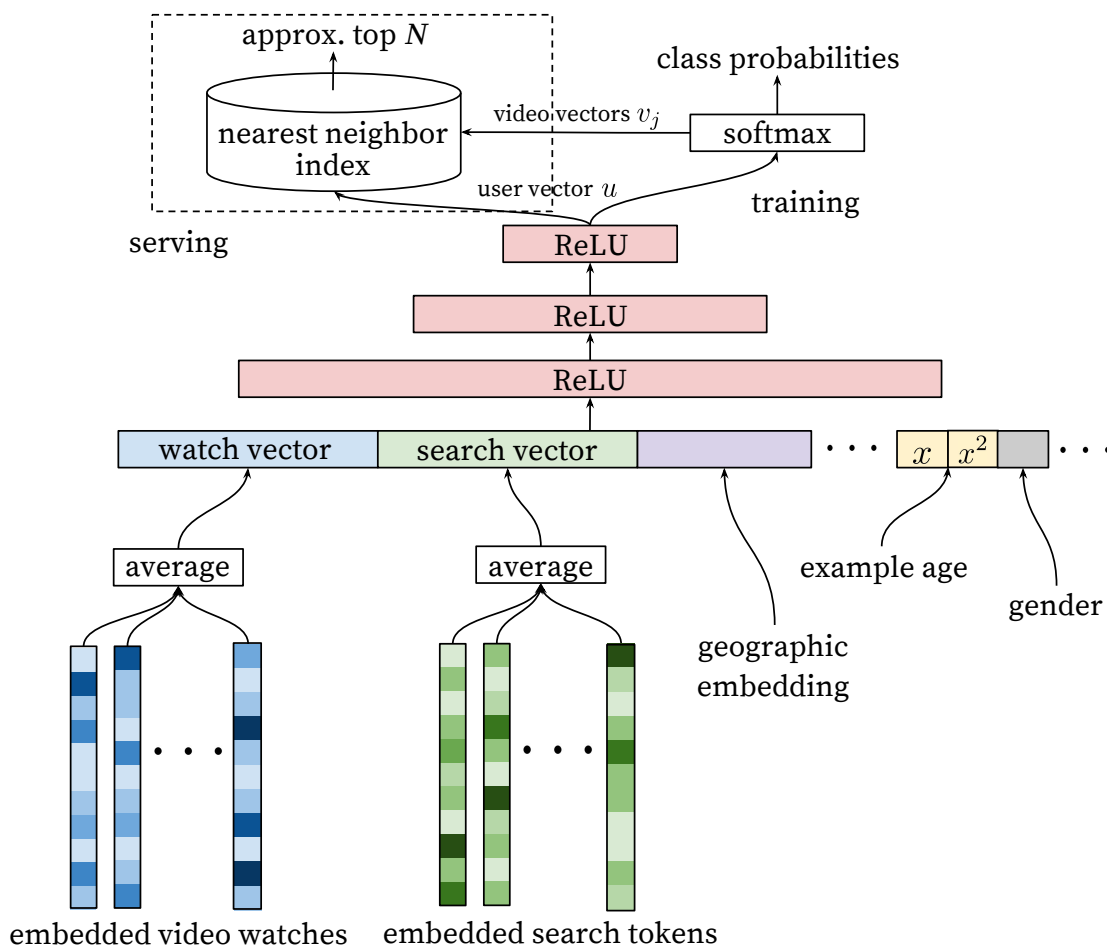 approx. top N
class probabilities
video vectors v_j
nearest neighbor
index
softmax
user vector u
training
serving
ReLU
ReLU
ReLU
watch vector
search vector
. . .
x
x²
. . .
average
average
example age
gender
geographic
embedding
. . .
. . .
embedded video watches
embedded search tokens